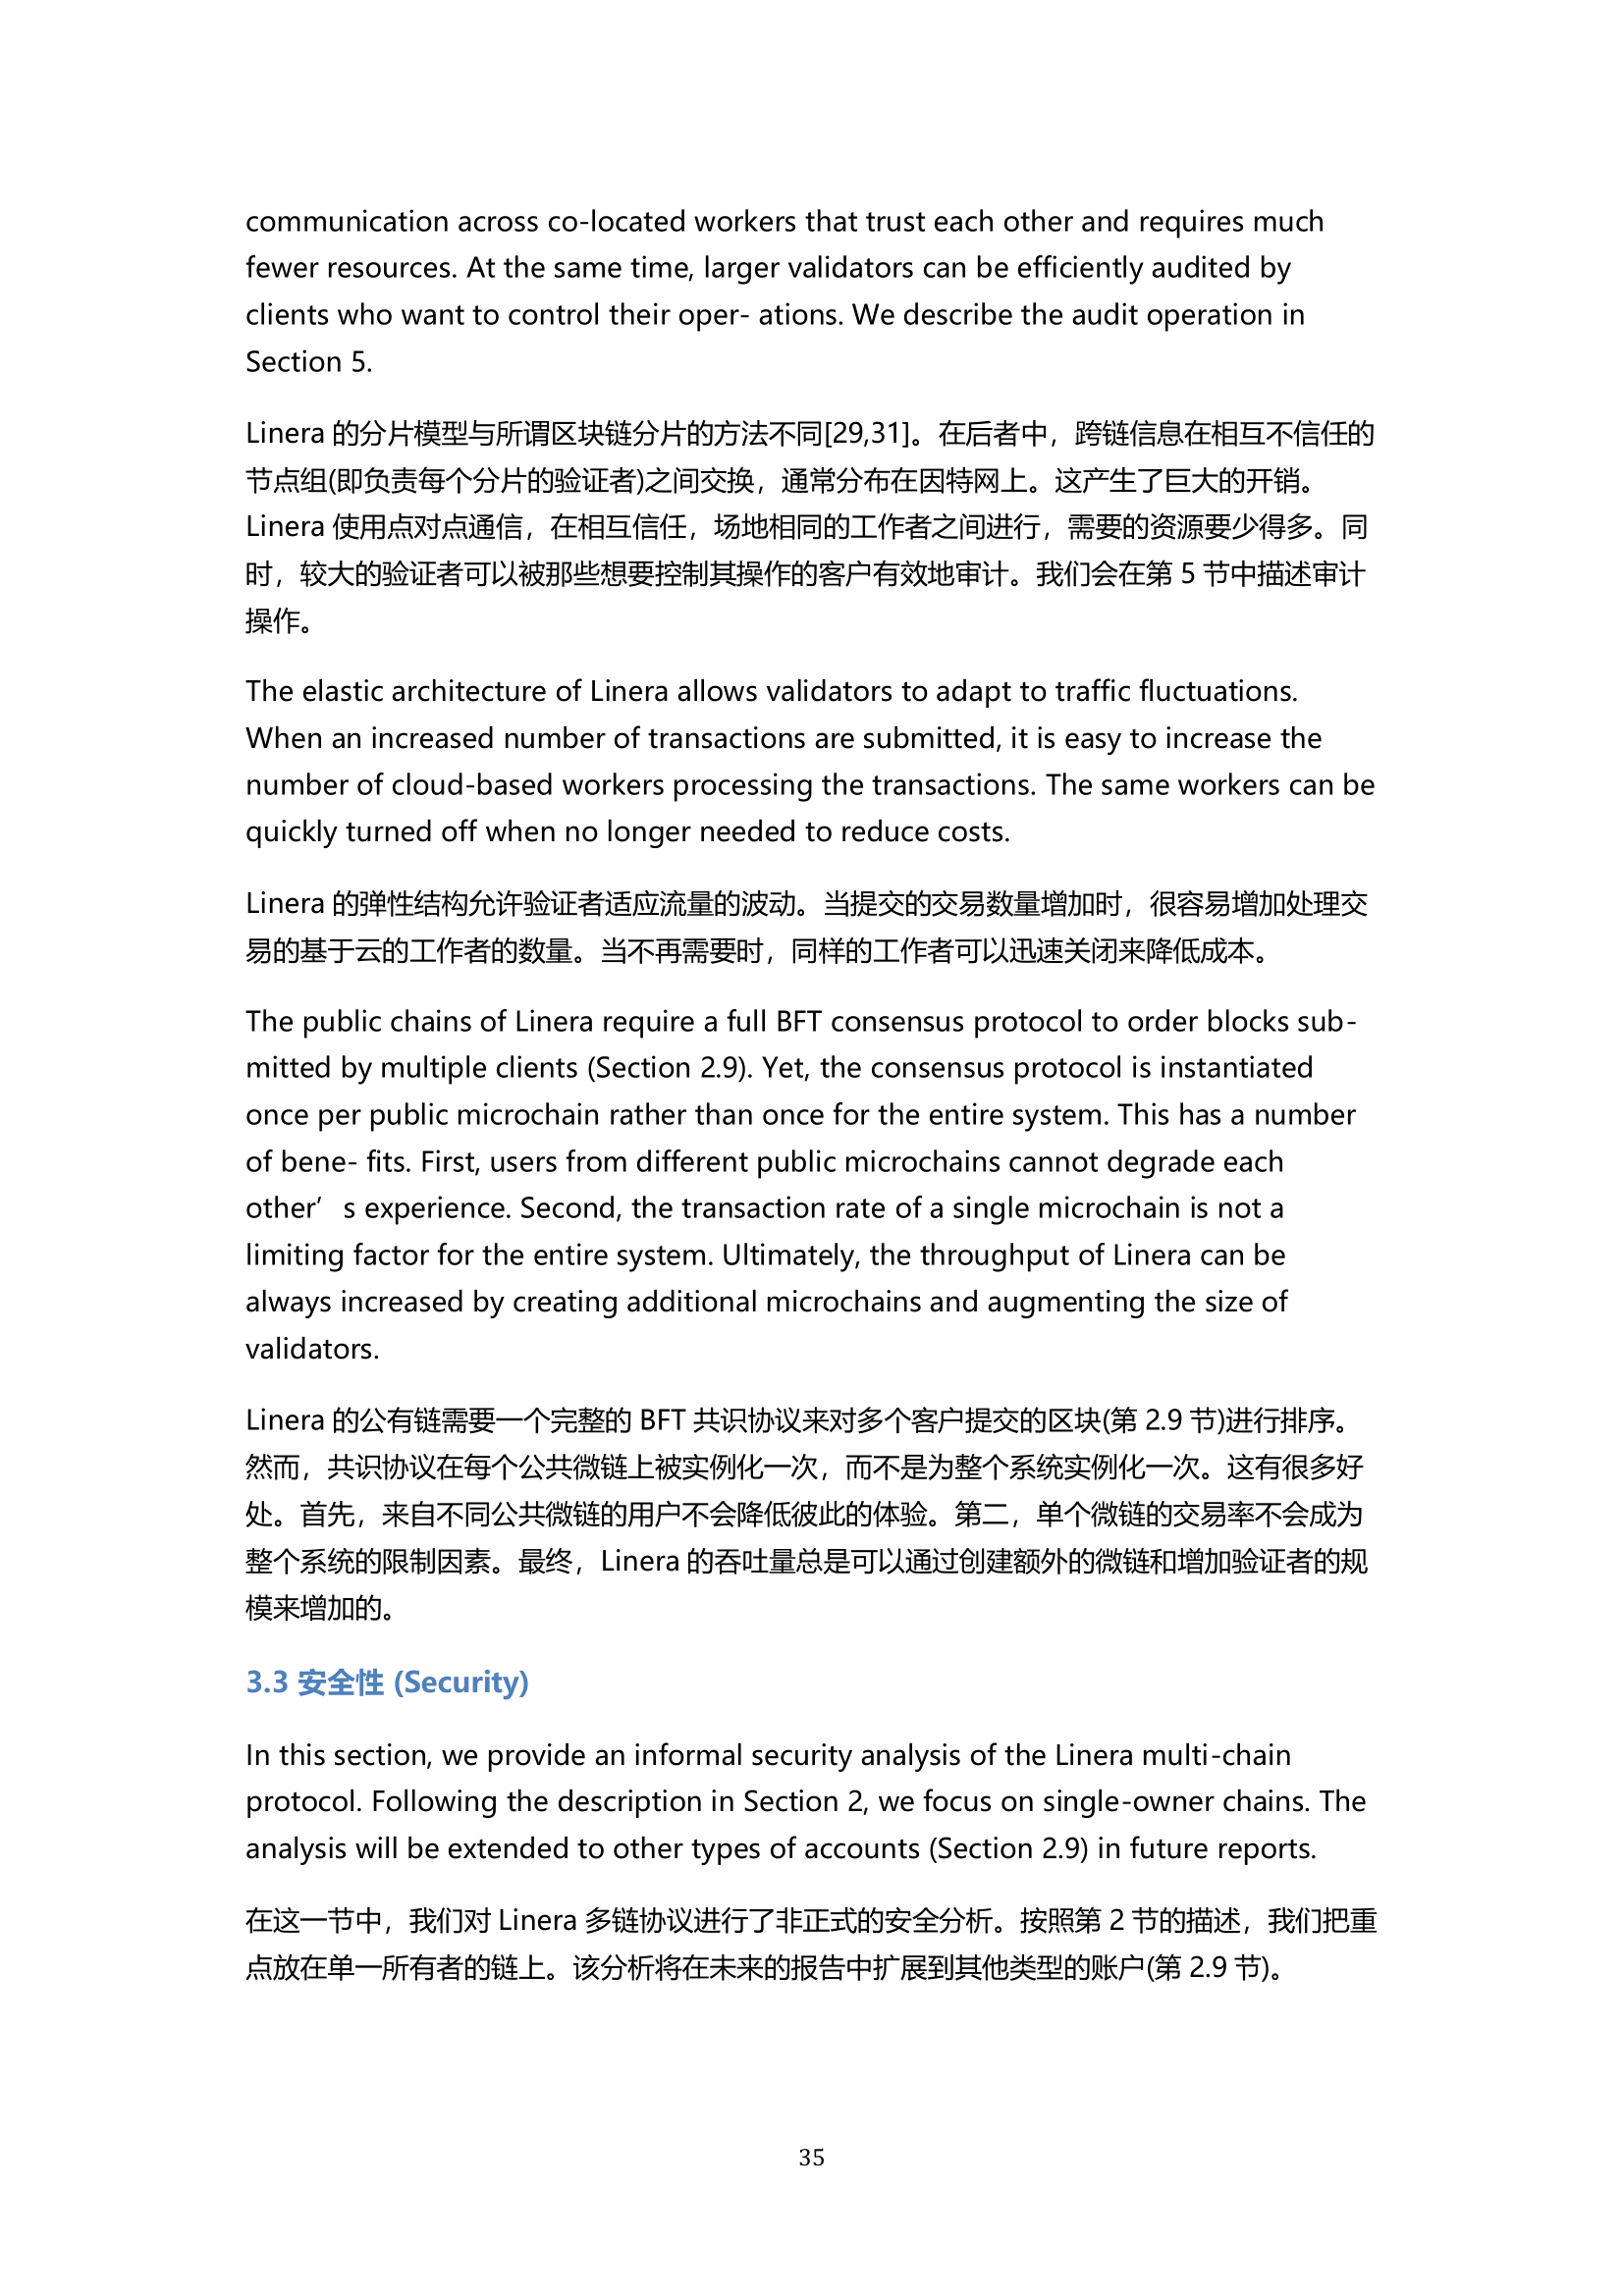 communication across co-located workers that trust each other and requires much
fewer resources. At the same time, larger validators can be efficiently audited by
clients who want to control their oper- ations. We describe the audit operation in
Section 5.
Linera 的分片模型与所谓区块链分片的方法不同[29,31]。在后者中，跨链信息在相互不信任的
节点组(即负责每个分片的验证者)之间交换，通常分布在因特网上。这产生了巨大的开销。
Linera 使用点对点通信，在相互信任，场地相同的工作者之间进行，需要的资源要少得多。同
时，较大的验证者可以被那些想要控制其操作的客户有效地审计。我们会在第 5 节中描述审计
操作。
The elastic architecture of Linera allows validators to adapt to traffic fluctuations.
When an increased number of transactions are submitted, it is easy to increase the
number of cloud-based workers processing the transactions. The same workers can be
quickly turned off when no longer needed to reduce costs.
Linera 的弹性结构允许验证者适应流量的波动。当提交的交易数量增加时，很容易增加处理交
易的基于云的工作者的数量。当不再需要时，同样的工作者可以迅速关闭来降低成本。
The public chains of Linera require a full BFT consensus protocol to order blocks sub-
mitted by multiple clients (Section 2.9). Yet, the consensus protocol is instantiated
once per public microchain rather than once for the entire system. This has a number
of bene- fits. First, users from different public microchains cannot degrade each
other’s experience. Second, the transaction rate of a single microchain is not a
limiting factor for the entire system. Ultimately, the throughput of Linera can be
always increased by creating additional microchains and augmenting the size of
validators.
Linera 的公有链需要一个完整的 BFT 共识协议来对多个客户提交的区块(第 2.9 节)进行排序。
然而，共识协议在每个公共微链上被实例化一次，而不是为整个系统实例化一次。这有很多好
处。首先，来自不同公共微链的用户不会降低彼此的体验。第二，单个微链的交易率不会成为
整个系统的限制因素。最终，Linera 的吞吐量总是可以通过创建额外的微链和增加验证者的规
模来增加的。
3.3 安全性 (Security)
In this section, we provide an informal security analysis of the Linera multi-chain
protocol. Following the description in Section 2, we focus on single-owner chains. The
analysis will be extended to other types of accounts (Section 2.9) in future reports.
在这一节中，我们对 Linera 多链协议进行了非正式的安全分析。按照第 2 节的描述，我们把重
点放在单一所有者的链上。该分析将在未来的报告中扩展到其他类型的账户(第 2.9 节)。
35